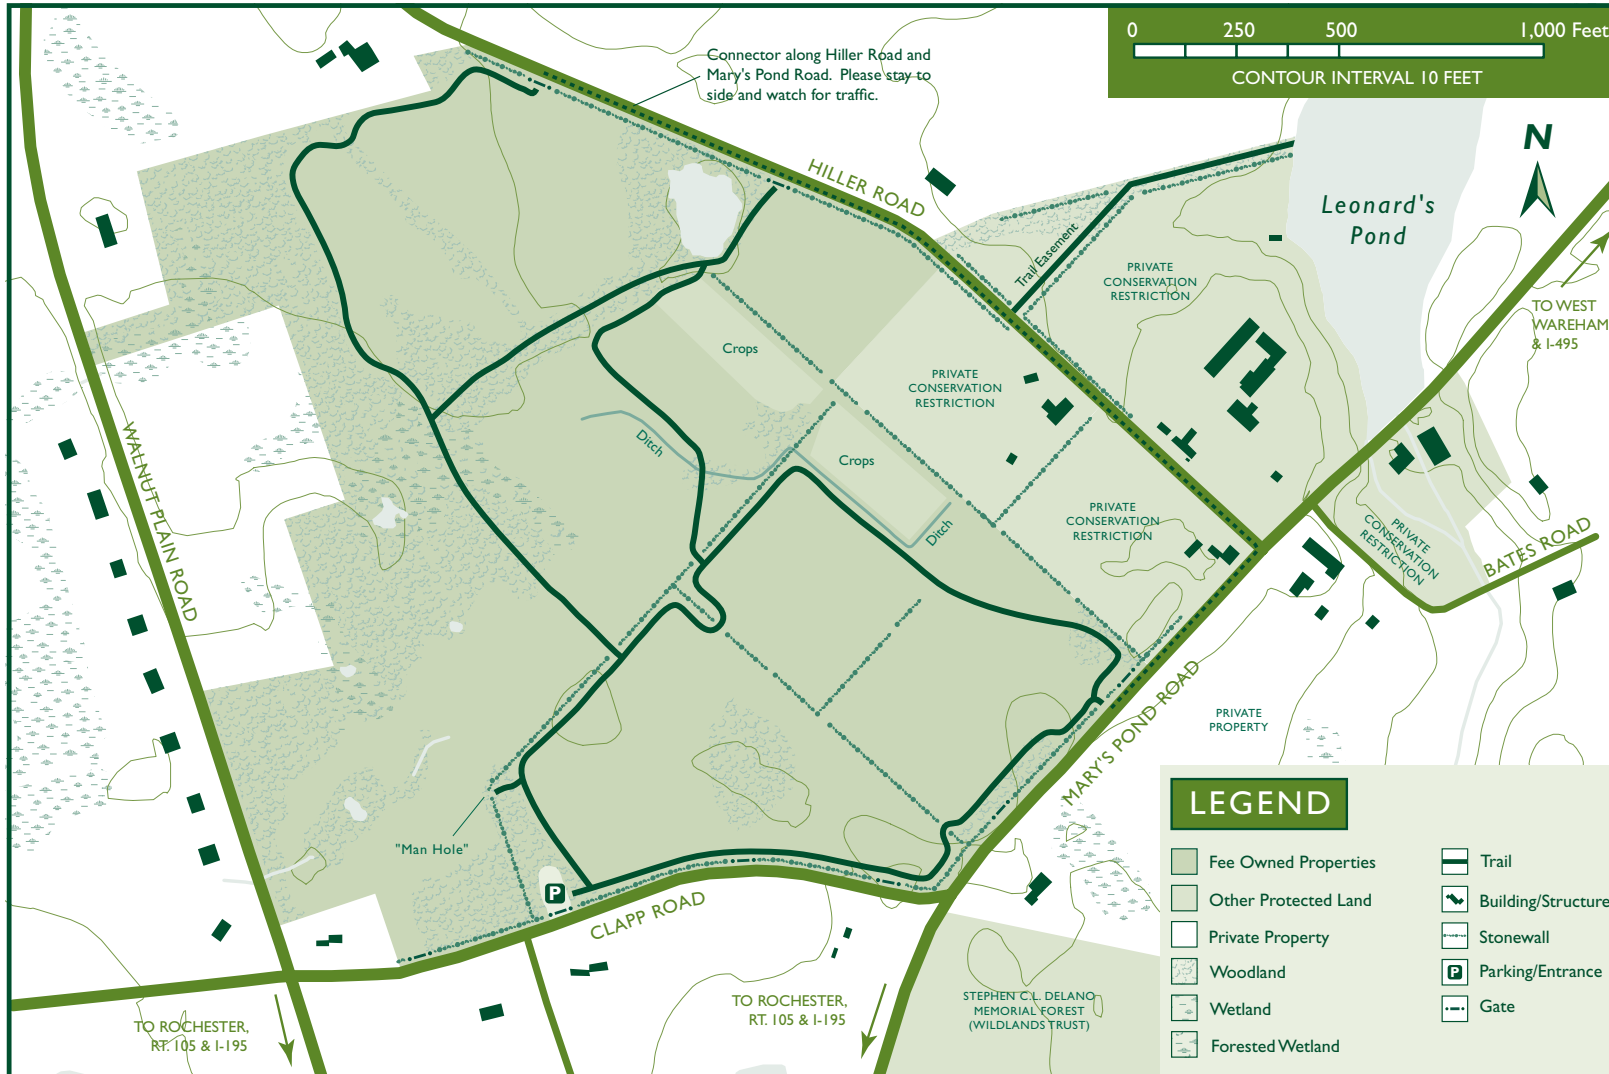 0 250 500 1,000 Feet
CONTOUR INTERVAL 10 FEET
Connector along Hiller Road and
Mary's Pond Road. Please stay to
side and watch for traffic.
N
HILLER ROAD
Leonard's
Pond
Trail Easement
PRIVATE
CONSERVATION
RESTRICTION
TO WEST
WAREHAM
& I-495
Crops
PRIVATE
CONSERVATION
RESTRICTION
WALNUT PLAIN ROAD
Ditch
Crops
Ditch
PRIVATE
CONSERVATION
RESTRICTION
PRIVATE
CONSERVATION
RESTRICTION
BATES ROAD
MARY'S POND ROAD
PRIVATE
PROPERTY
"Man Hole"
P
CLAPP ROAD
TO ROCHESTER,
RT. 105 & I-195
TO ROCHESTER,
RT. 105 & I-195
STEPHEN C.L. DELANO
MEMORIAL FOREST
(WILDLANDS TRUST)
LEGEND
Fee Owned Properties
Other Protected Land
Private Property
Woodland
Wetland
Forested Wetland
Trail
Building/Structure
Stonewall
P Parking/Entrance
Gate